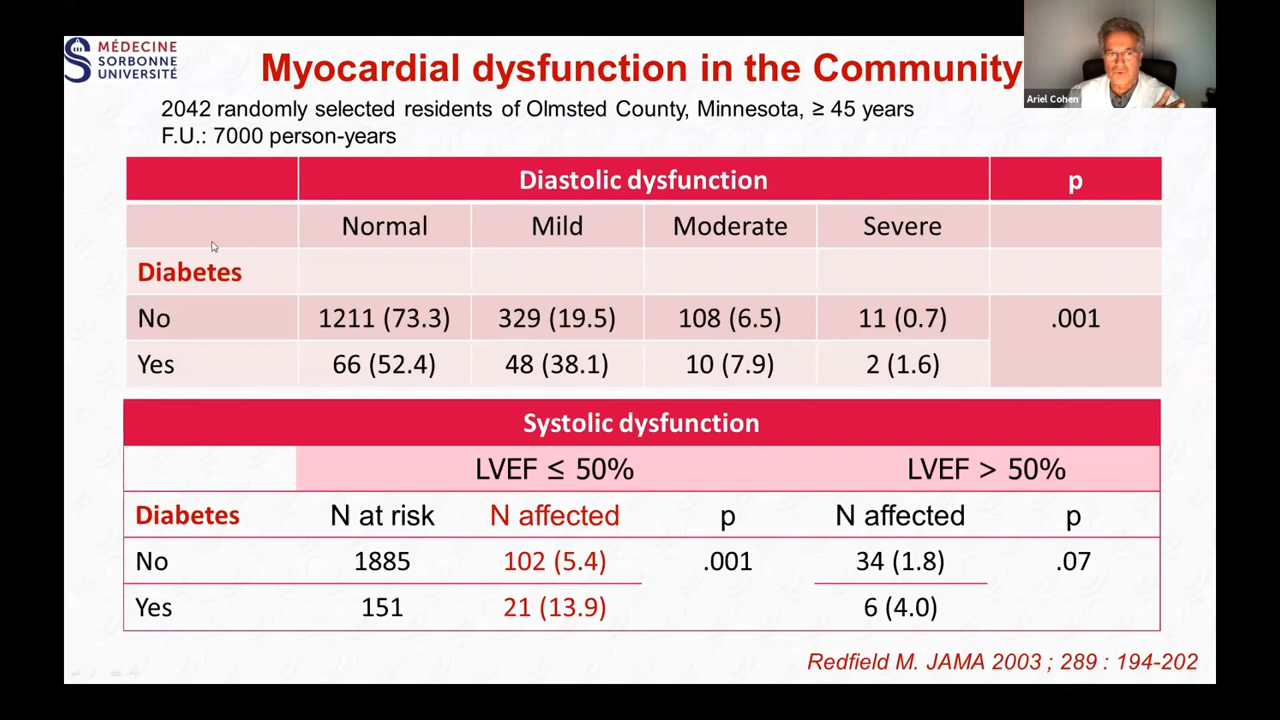 MÉDECINE
SORBONNE
UNIVERSITÉ
Myocardial dysfunction in the Community
Ariel Cohen
2042 randomly selected residents of Olmsted County, Minnesota, ≥ 45 years
F.U.: 7000 person-years
Diastolic dysfunction p
Normal Mild Moderate Severe
Diabetes
No 1211 (73.3) 329 (19.5) 108 (6.5) 11 (0.7) .001
Yes 66 (52.4) 48 (38.1) 10 (7.9) 2 (1.6)
Systolic dysfunction
LVEF ≤ 50% LVEF > 50%
Diabetes N at risk N affected p N affected p
No 1885 102 (5.4) .001 34 (1.8) .07
Yes 151 21 (13.9) 6 (4.0)
Redfield M. JAMA 2003 ; 289 : 194-202